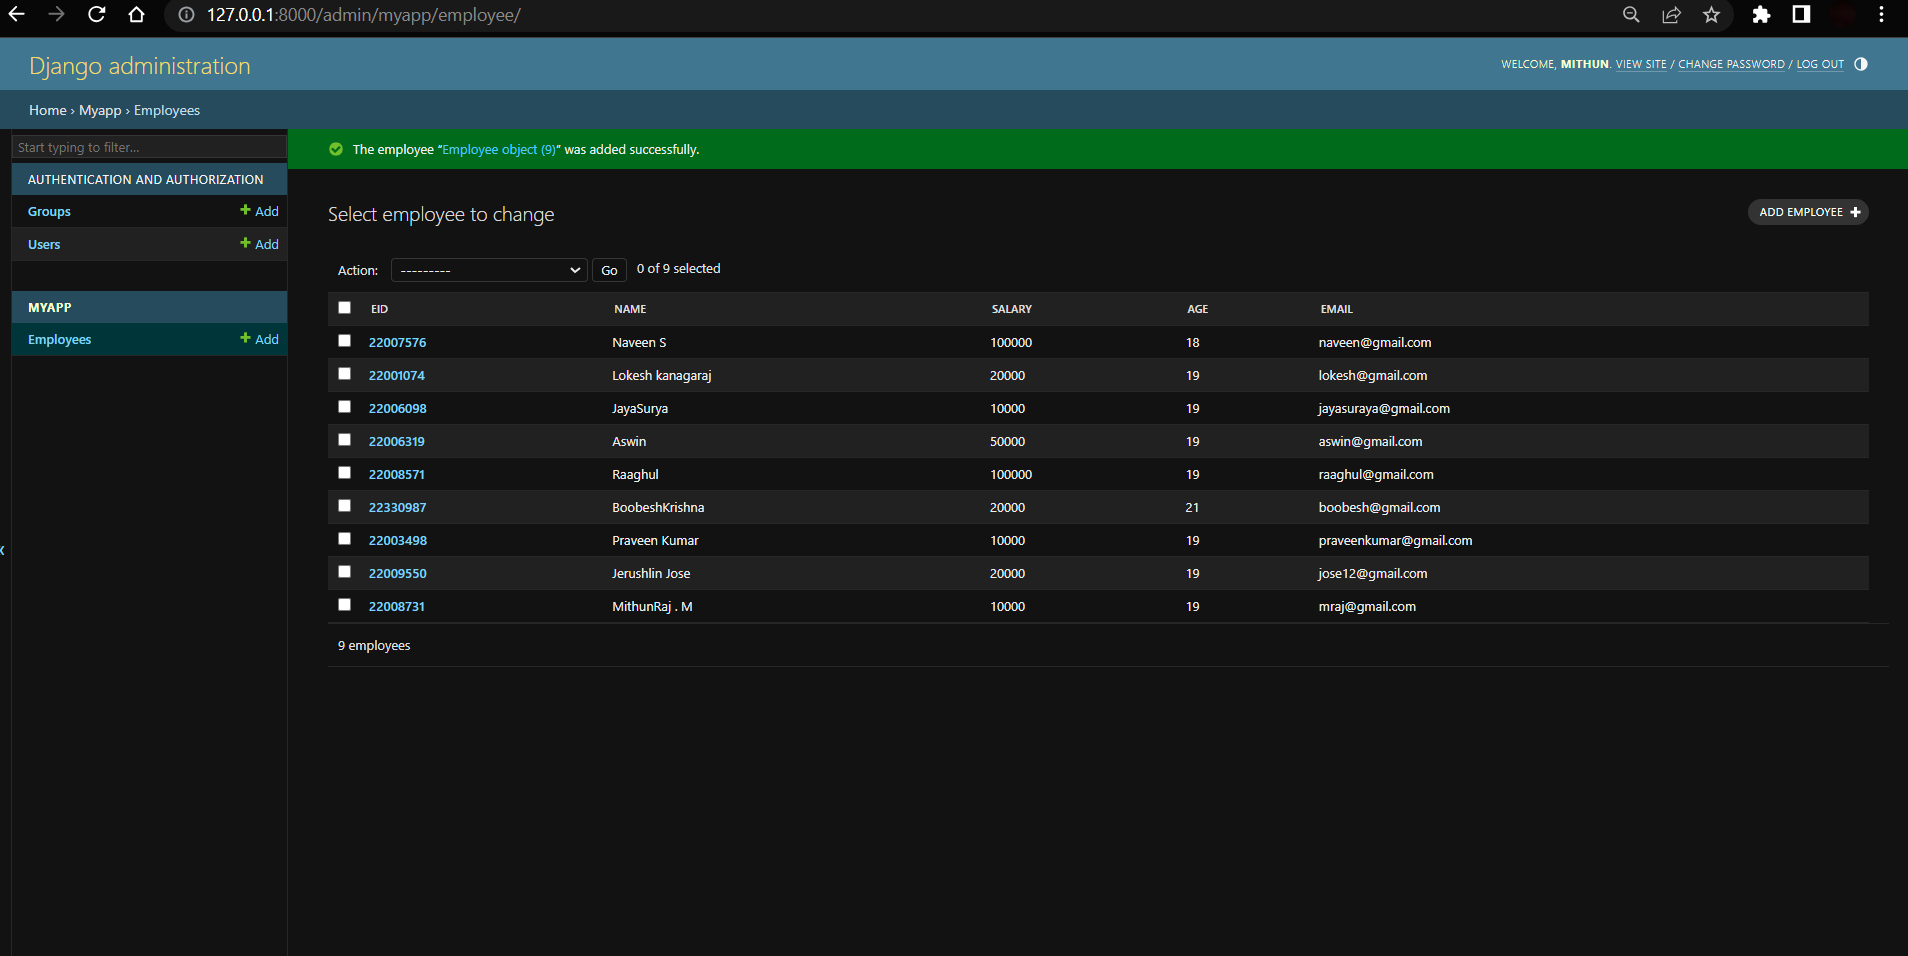 127.0.0.1:8000/admin/myapp/employee/
Django administration
WELCOME, MITHUN. VIEW SITE / CHANGE PASSWORD / LOG OUT
Home › Myapp › Employees
Start typing to filter...
AUTHENTICATION AND AUTHORIZATION
Groups + Add
Users + Add
MYAPP
Employees + Add
The employee “Employee object (9)” was added successfully.
Select employee to change
ADD EMPLOYEE +
Action: --------- Go 0 of 9 selected
EID NAME SALARY AGE EMAIL
22007576 Naveen S 100000 18 naveen@gmail.com
22001074 Lokesh kanagaraj 20000 19 lokesh@gmail.com
22006098 JayaSurya 10000 19 jayasuraya@gmail.com
22006319 Aswin 50000 19 aswin@gmail.com
22008571 Raaghul 100000 19 raaghul@gmail.com
22330987 BoobeshKrishna 20000 21 boobesh@gmail.com
22003498 Praveen Kumar 10000 19 praveenkumar@gmail.com
22009550 Jerushlin Jose 20000 19 jose12@gmail.com
22008731 MithunRaj . M 10000 19 mraj@gmail.com
9 employees